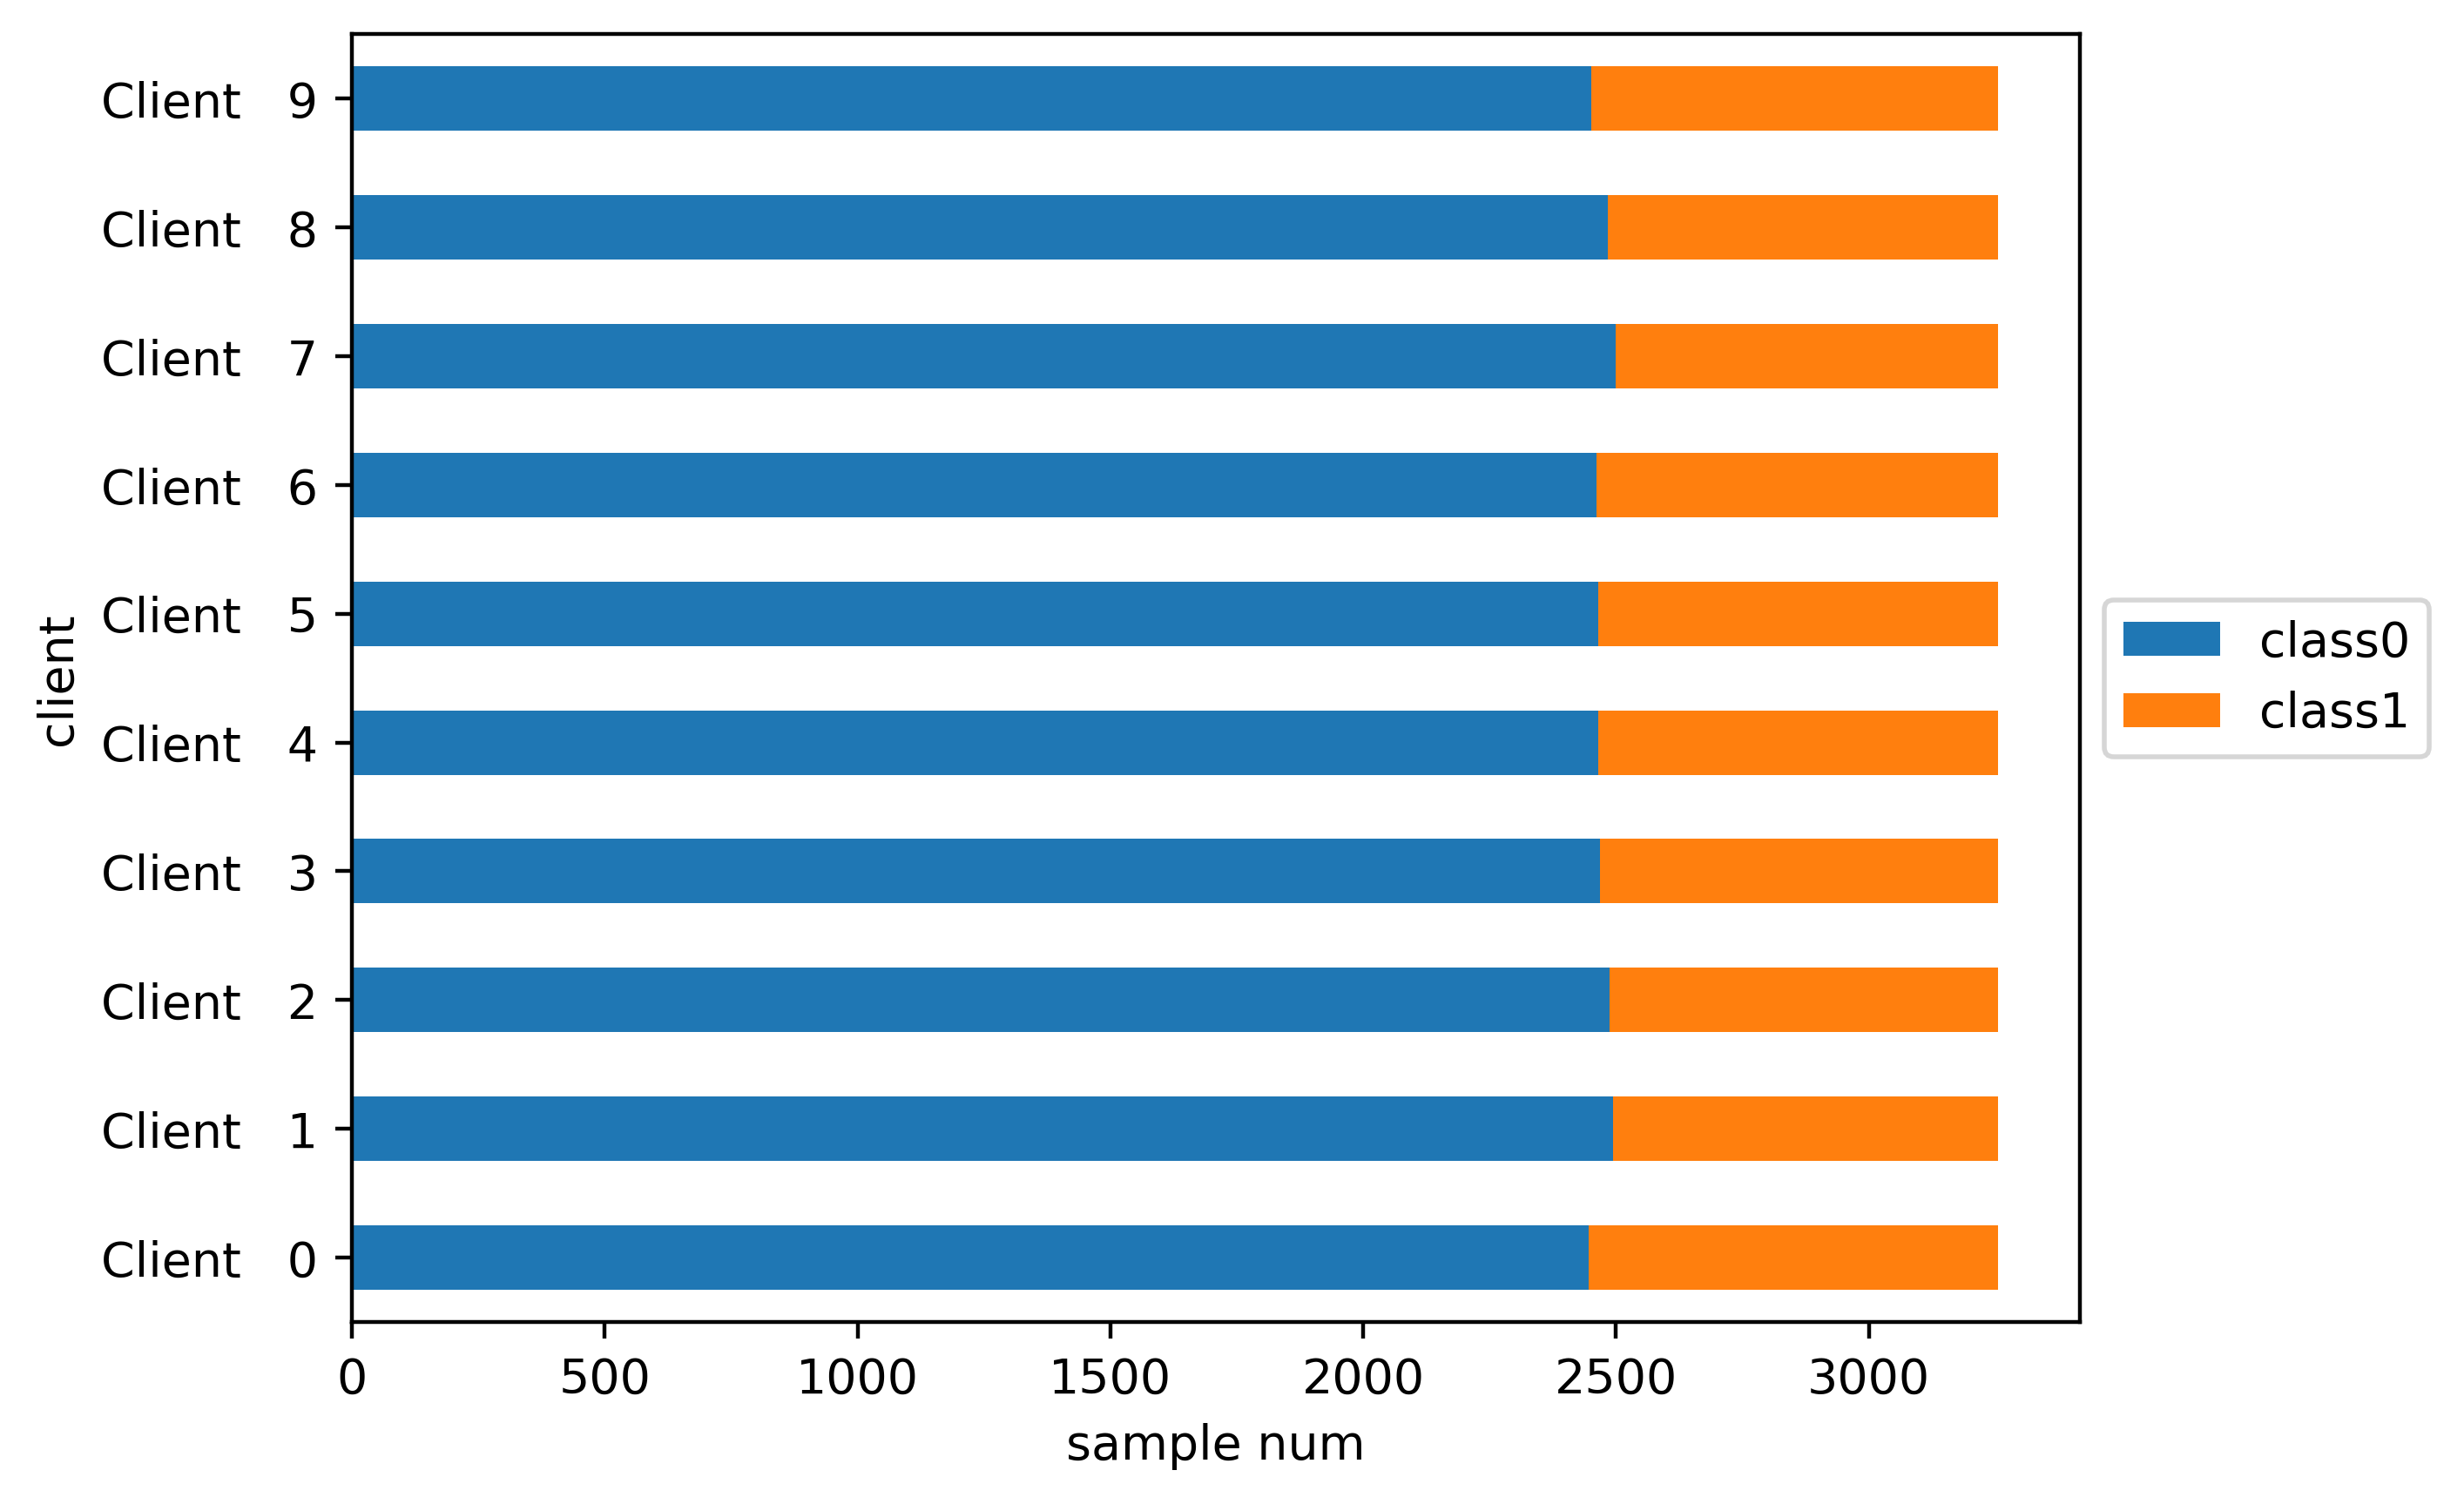 Client 9
Client 8
Client 7
Client 6
Client 5
Client 4
Client 3
Client 2
Client 1
Client 0
client
0 500 1000 1500 2000 2500 3000
sample num
class0
class1